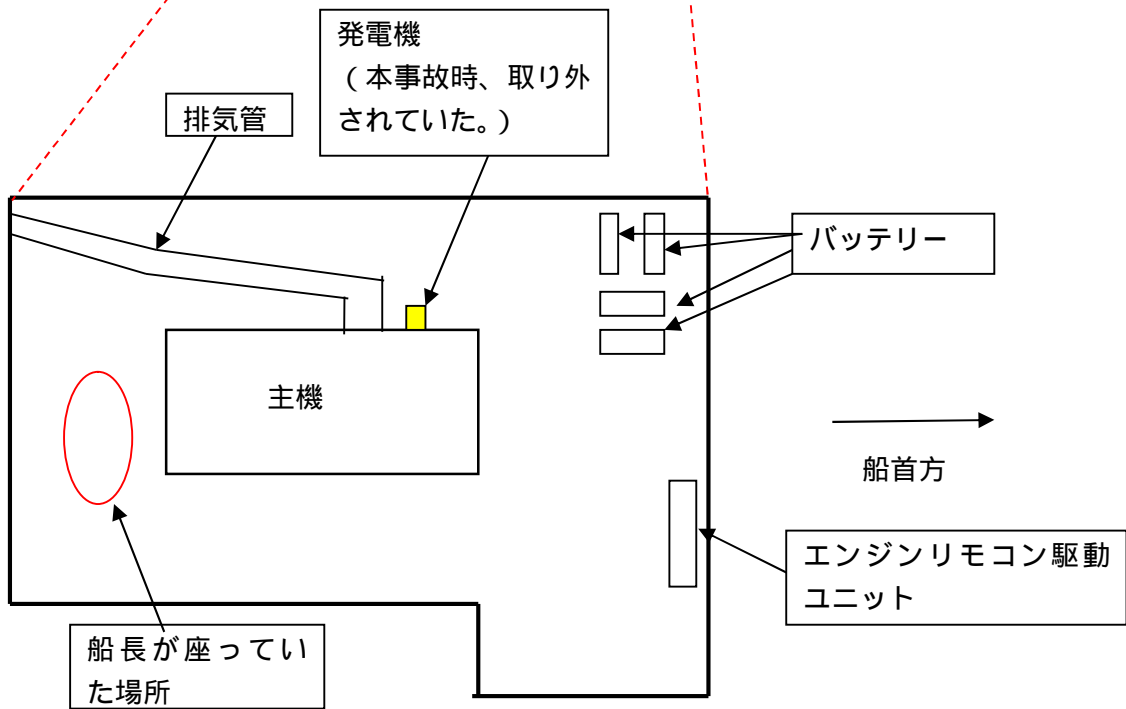 発電機
(本事故時、取り外
されていた。)
排気管
バッテリー
主機
船首方
エンジンリモコン駆動
ユニット
船長が座ってい
た場所